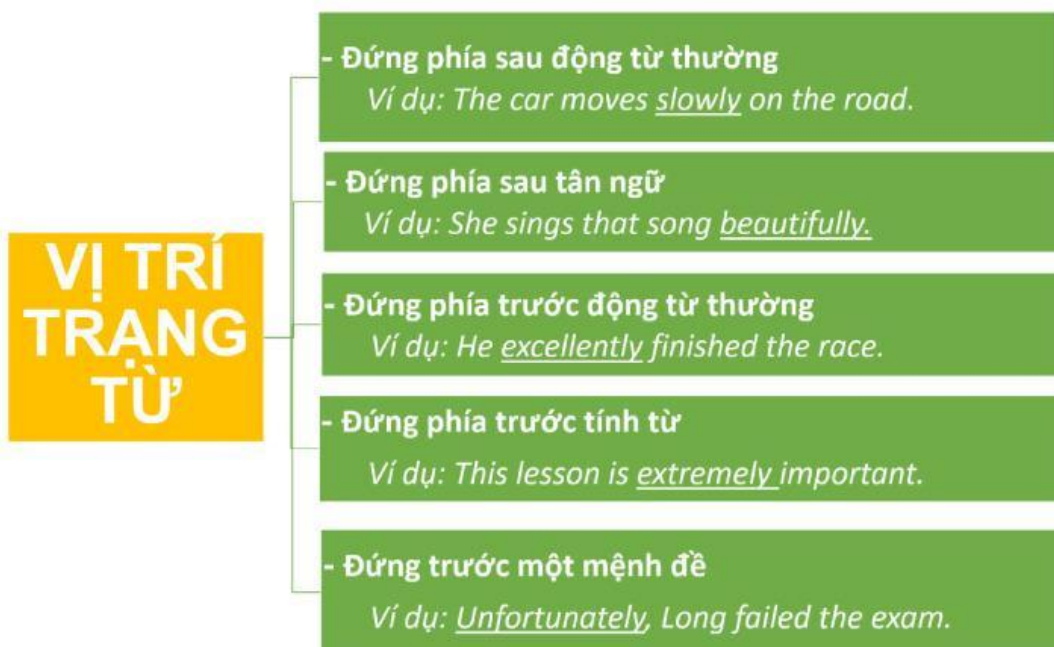 VỊ TRÍ
TRẠNG
TỪ
- Đứng phía sau động từ thường
Ví dụ: The car moves slowly on the road.
- Đứng phía sau tân ngữ
Ví dụ: She sings that song beautifully.
- Đứng phía trước động từ thường
Ví dụ: He excellently finished the race.
- Đứng phía trước tính từ
Ví dụ: This lesson is extremely important.
- Đứng trước một mệnh đề
Ví dụ: Unfortunately, Long failed the exam.